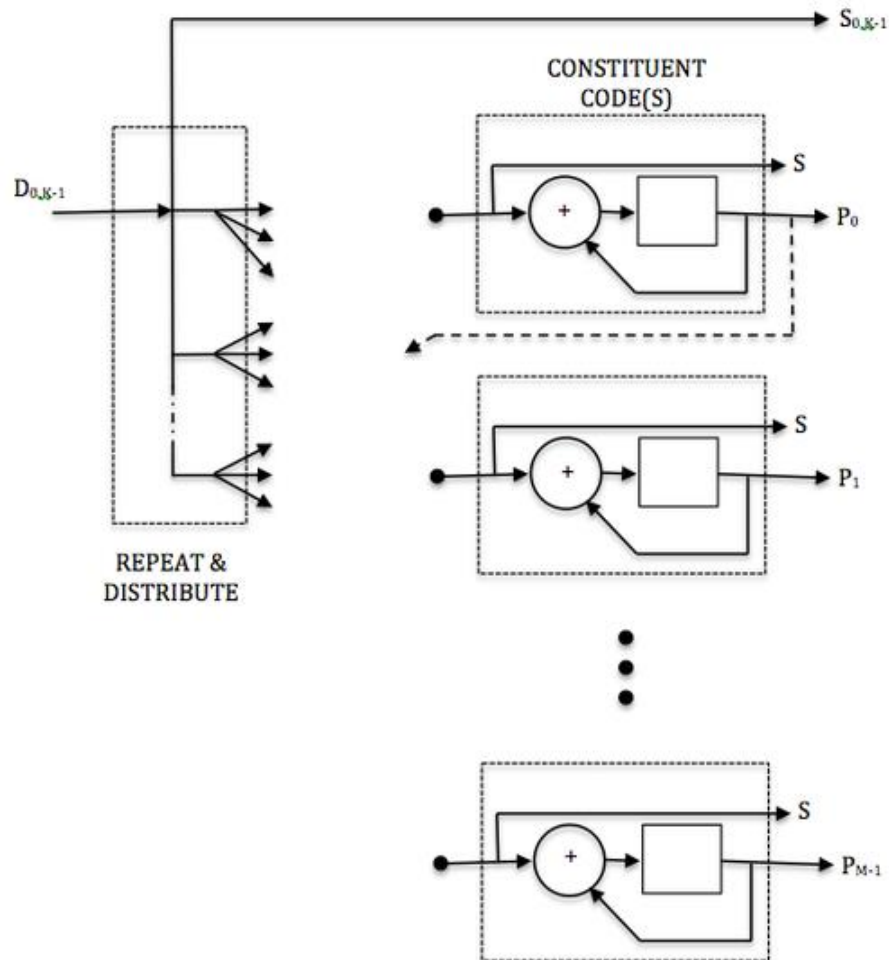 S0,K-1
CONSTITUENT
CODE(S)
S
D0,K-1
+
P0
S
+
P1
REPEAT &
DISTRIBUTE
S
+
PM-1